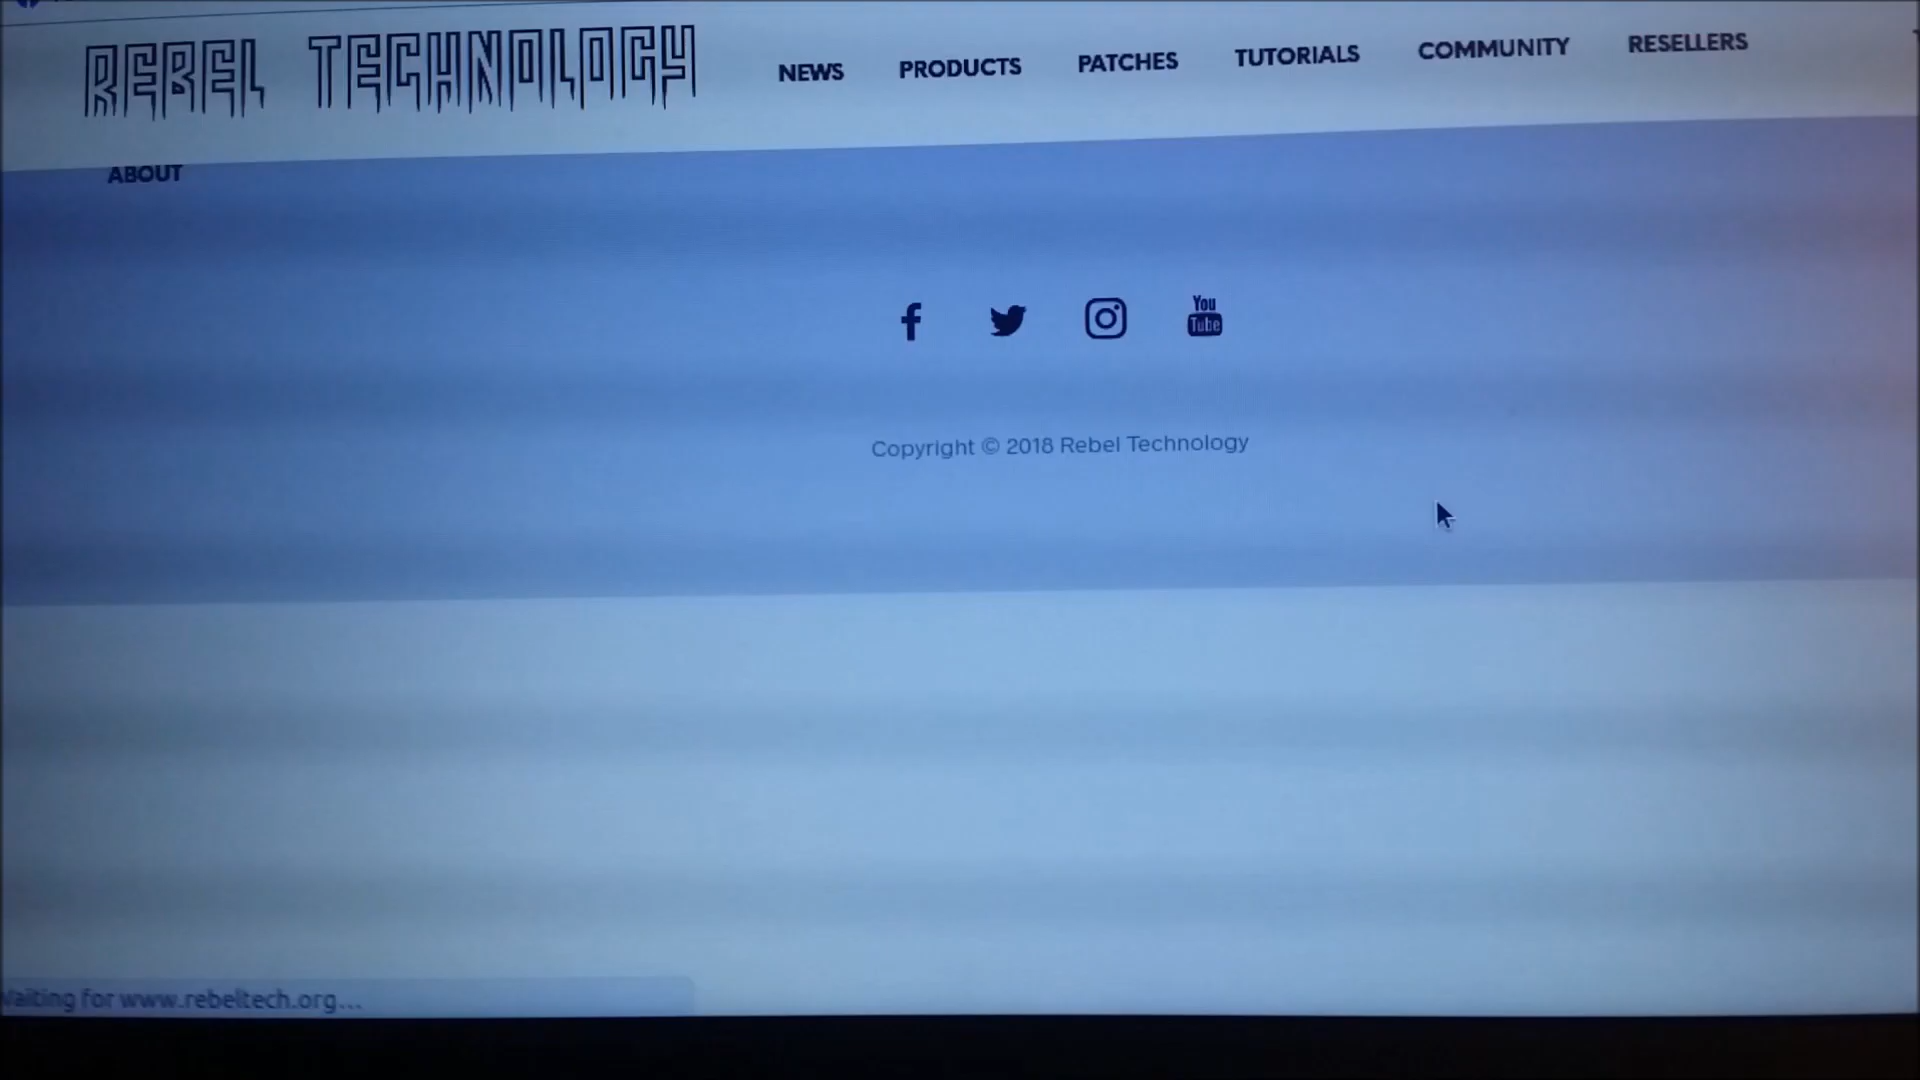 REBEL TECHNOLOGY
NEWS PRODUCTS PATCHES TUTORIALS COMMUNITY RESELLERS
ABOUT
You
Tube
Copyright © 2018 Rebel Technology
Waiting for www.rebeltech.org...